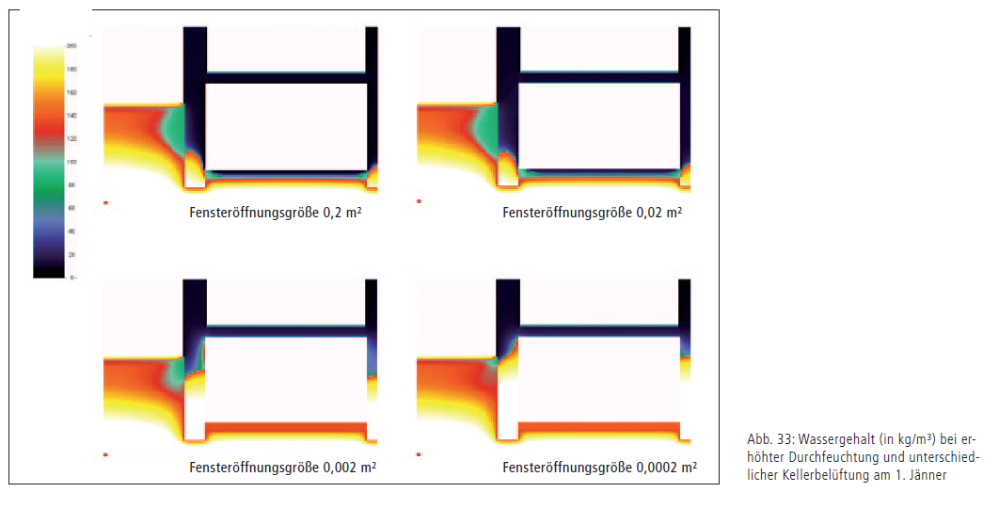 200
180
160
140
120
100
80
60
40
20
0
Fensteröffnungsgröße 0,2 m²
Fensteröffnungsgröße 0,02 m²
Fensteröffnungsgröße 0,002 m²
Fensteröffnungsgröße 0,0002 m²
Abb. 33: Wassergehalt (in kg/m³) bei er-
höhter Durchfeuchtung und unterschied-
licher Kellerbelüftung am 1. Jänner